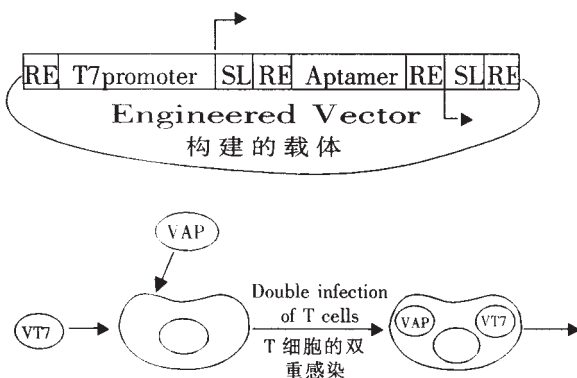 RE T7promoter SL RE Aptamer RE SL RE
Engineered Vector
构建的载体
VAP
VT7
Double infection
of T cells
T 细胞的双
重感染
VAP VT7